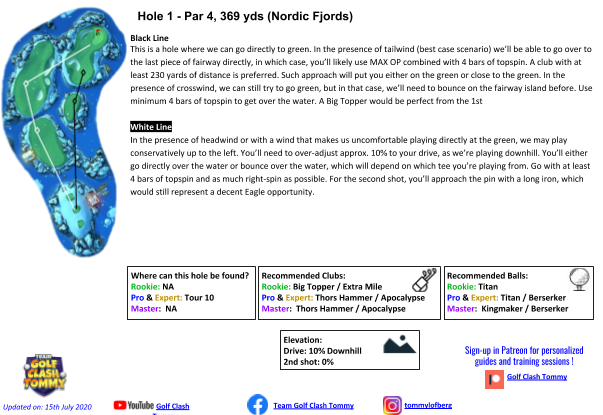 Hole 1 - Par 4, 369 yds (Nordic Fjords)
Black Line
This is a hole where we can go directly to green. In the presence of tailwind (best case scenario) we'll be able to go over to
the last piece of fairway directly, in which case, you'll likely use MAX OP combined with 4 bars of topspin. A club with at
least 230 yards of distance is preferred. Such approach will put you either on the green or close to the green. In the
presence of crosswind, we can still try to go green, but in that case, we'll need to bounce on the fairway island before. Use
minimum 4 bars of topspin to get over the water. A Big Topper would be perfect from the 1st
White Line
In the presence of headwind or with a wind that makes us uncomfortable playing directly at the green, we may play
conservatively up to the left. You'll need to over-adjust approx. 10% to your drive, as we're playing downhill. You'll either
go directly over the water or bounce over the water, which will depend on which tee you're playing from. Go with at least
4 bars of topspin and as much right-spin as possible. For the second shot, you'll approach the pin with a long iron, which
would still represent a decent Eagle opportunity.
Where can this hole be found?
Rookie: NA
Pro & Expert: Tour 10
Master: NA
Recommended Clubs:
Rookie: Big Topper / Extra Mile
Pro & Expert: Thors Hammer / Apocalypse
Master: Thors Hammer / Apocalypse
Recommended Balls:
Rookie: Titan
Pro & Expert: Titan / Berserker
Master: Kingmaker / Berserker
Elevation:
Drive: 10% Downhill
2nd shot: 0%
Sign-up in Patreon for personalized
guides and training sessions !
Golf Clash Tommy
TEAM
GOLF
CLASH
TOMMY
Updated on: 15th July 2020
YouTube Golf Clash
Team Golf Clash Tommy
tommylofberg